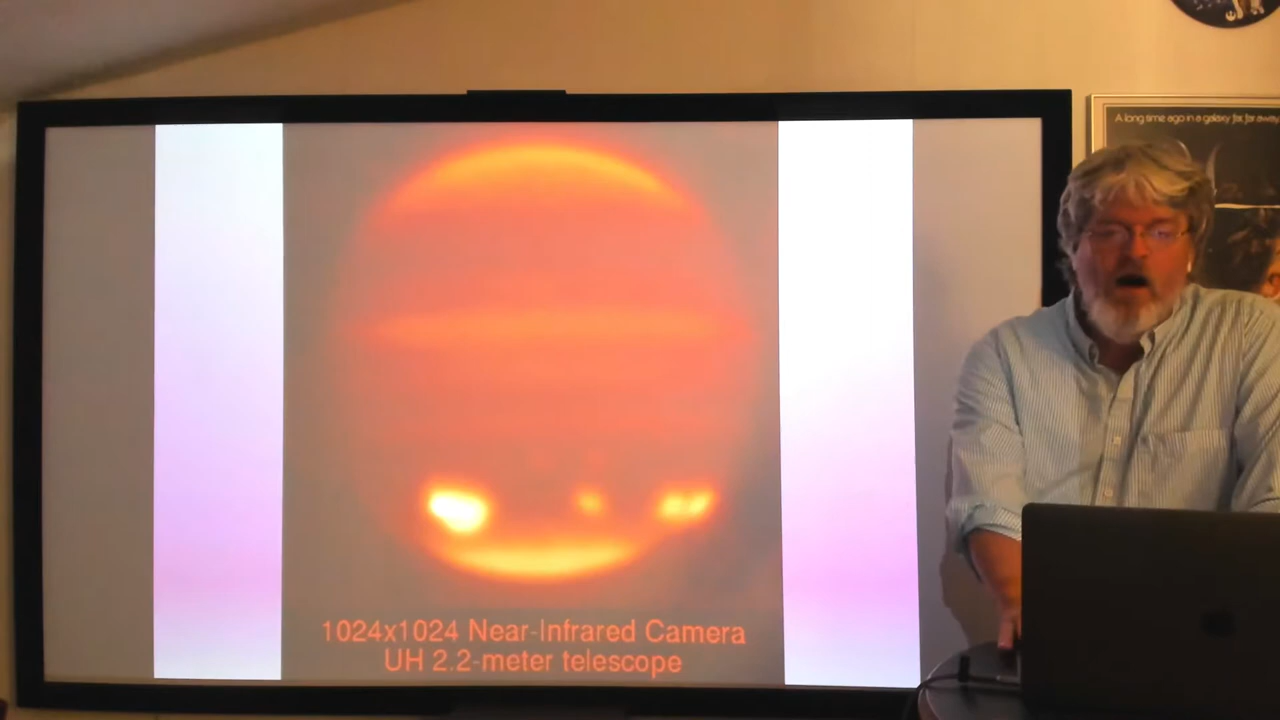 A long time ago in a galaxy far, far away
1024x1024 Near-Infrared Camera
UH 2.2-meter telescope